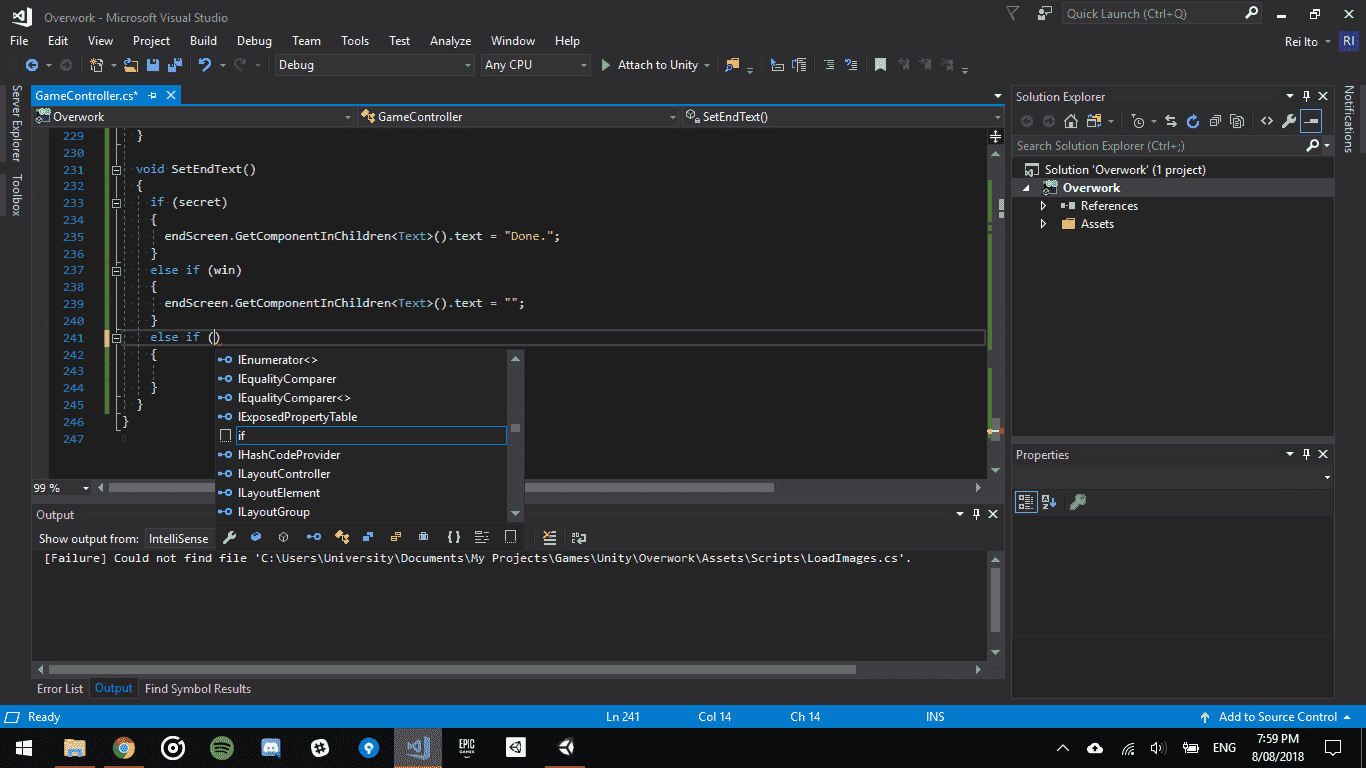 Overwork - Microsoft Visual Studio
Quick Launch (Ctrl+Q)
File Edit View Project Build Debug Team Tools Test Analyze Window Help
Rei Ito RI
Debug Any CPU Attach to Unity
Server Explorer
Toolbox
GameController.cs*
Overwork GameController SetEndText()
229 }
230
231 void SetEndText()
232 {
233 if (secret)
234 {
235 endScreen.GetComponentInChildren<Text>().text = "Done.";
236 }
237 else if (win)
238 {
239 endScreen.GetComponentInChildren<Text>().text = "";
240 }
241 else if ()
242 {
243
244 }
245 }
246 }
247
IEnumerator<>
IEqualityComparer
IEqualityComparer<>
IExposedPropertyTable
if
IHashCodeProvider
ILayoutController
ILayoutElement
ILayoutGroup
99 %
Output
Show output from: IntelliSense
[Failure] Could not find file 'C:\Users\University\Documents\My Projects\Games\Unity\Overwork\Assets\Scripts\LoadImages.cs'.
Error List Output Find Symbol Results
Solution Explorer
Search Solution Explorer (Ctrl+;)
Solution 'Overwork' (1 project)
Overwork
References
Assets
Properties
Notifications
Ready Ln 241 Col 14 Ch 14 INS Add to Source Control
EPIC GAMES
ENG
7:59 PM
8/08/2018